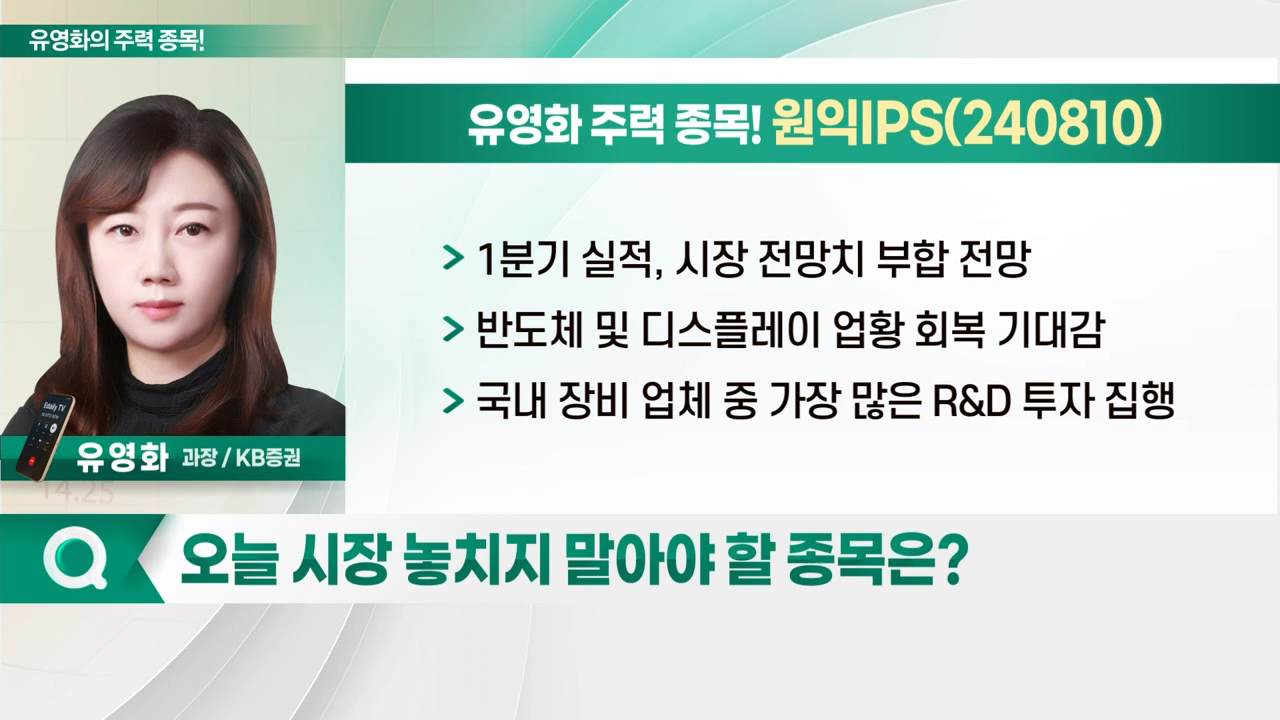 유영화의 주력 종목!
유영화 주력 종목! 원익IPS(240810)
> 1분기 실적, 시장 전망치 부합 전망
> 반도체 및 디스플레이 업황 회복 기대감
> 국내 장비 업체 중 가장 많은 R&D 투자 집행
Edaily TV
유영화 과장 / KB증권
14.25
Q 오늘 시장 놓치지 말아야 할 종목은?